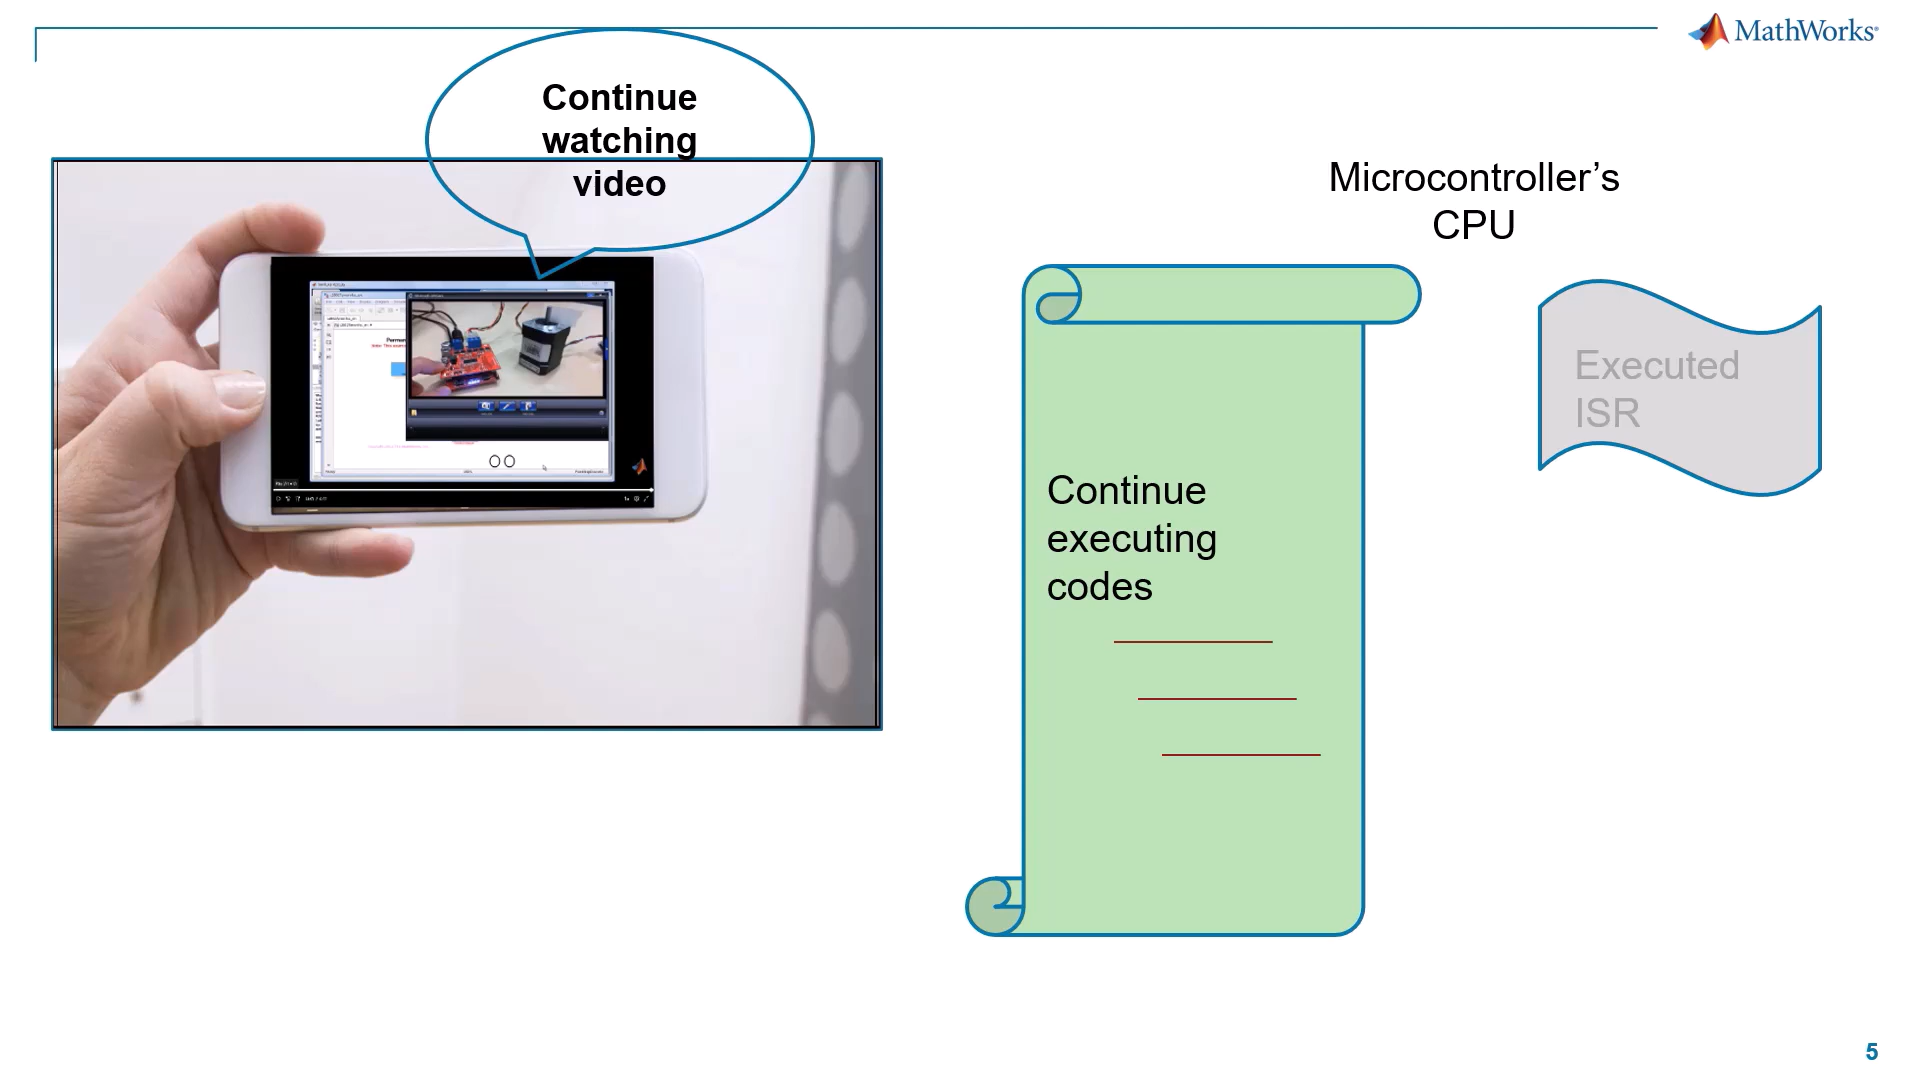 MathWorks®
Continue
watching
video
Microcontroller’s
CPU
Executed
ISR
Continue
executing
codes
5